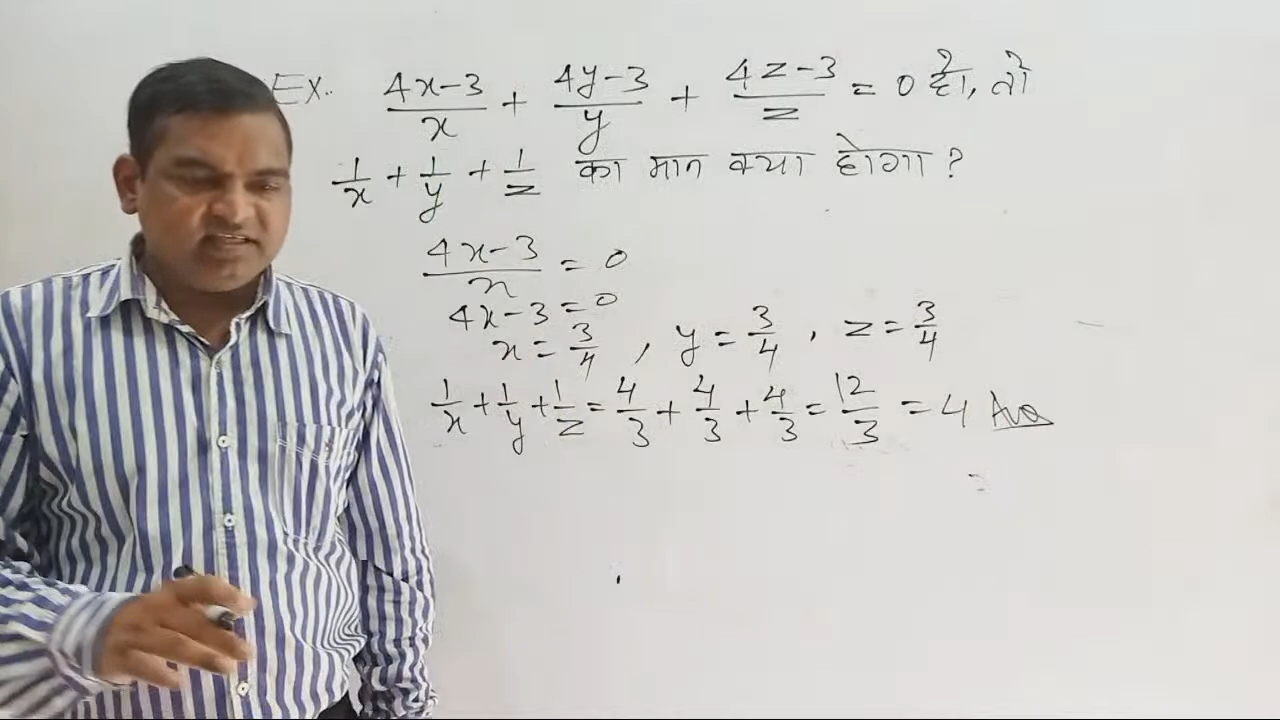 Ex. (4x-3)/x + (4y-3)/y + (4z-3)/z = 0 हो, तो
1/x + 1/y + 1/z का मान क्या होगा ?
(4x-3)/x = 0
4x-3=0
x = 3/4 , y = 3/4 , z = 3/4
1/x + 1/y + 1/z = 4/3 + 4/3 + 4/3 = 12/3 = 4 Ans